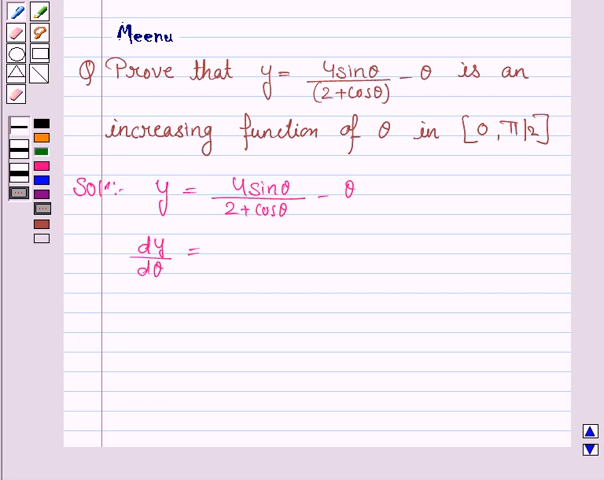 Meenu
Q Prove that y = 4sinθ/(2+cosθ) - θ is an
increasing function of θ in [0, π/2]
Solⁿ:- y = 4sinθ/2+cosθ - θ
dy/dθ =